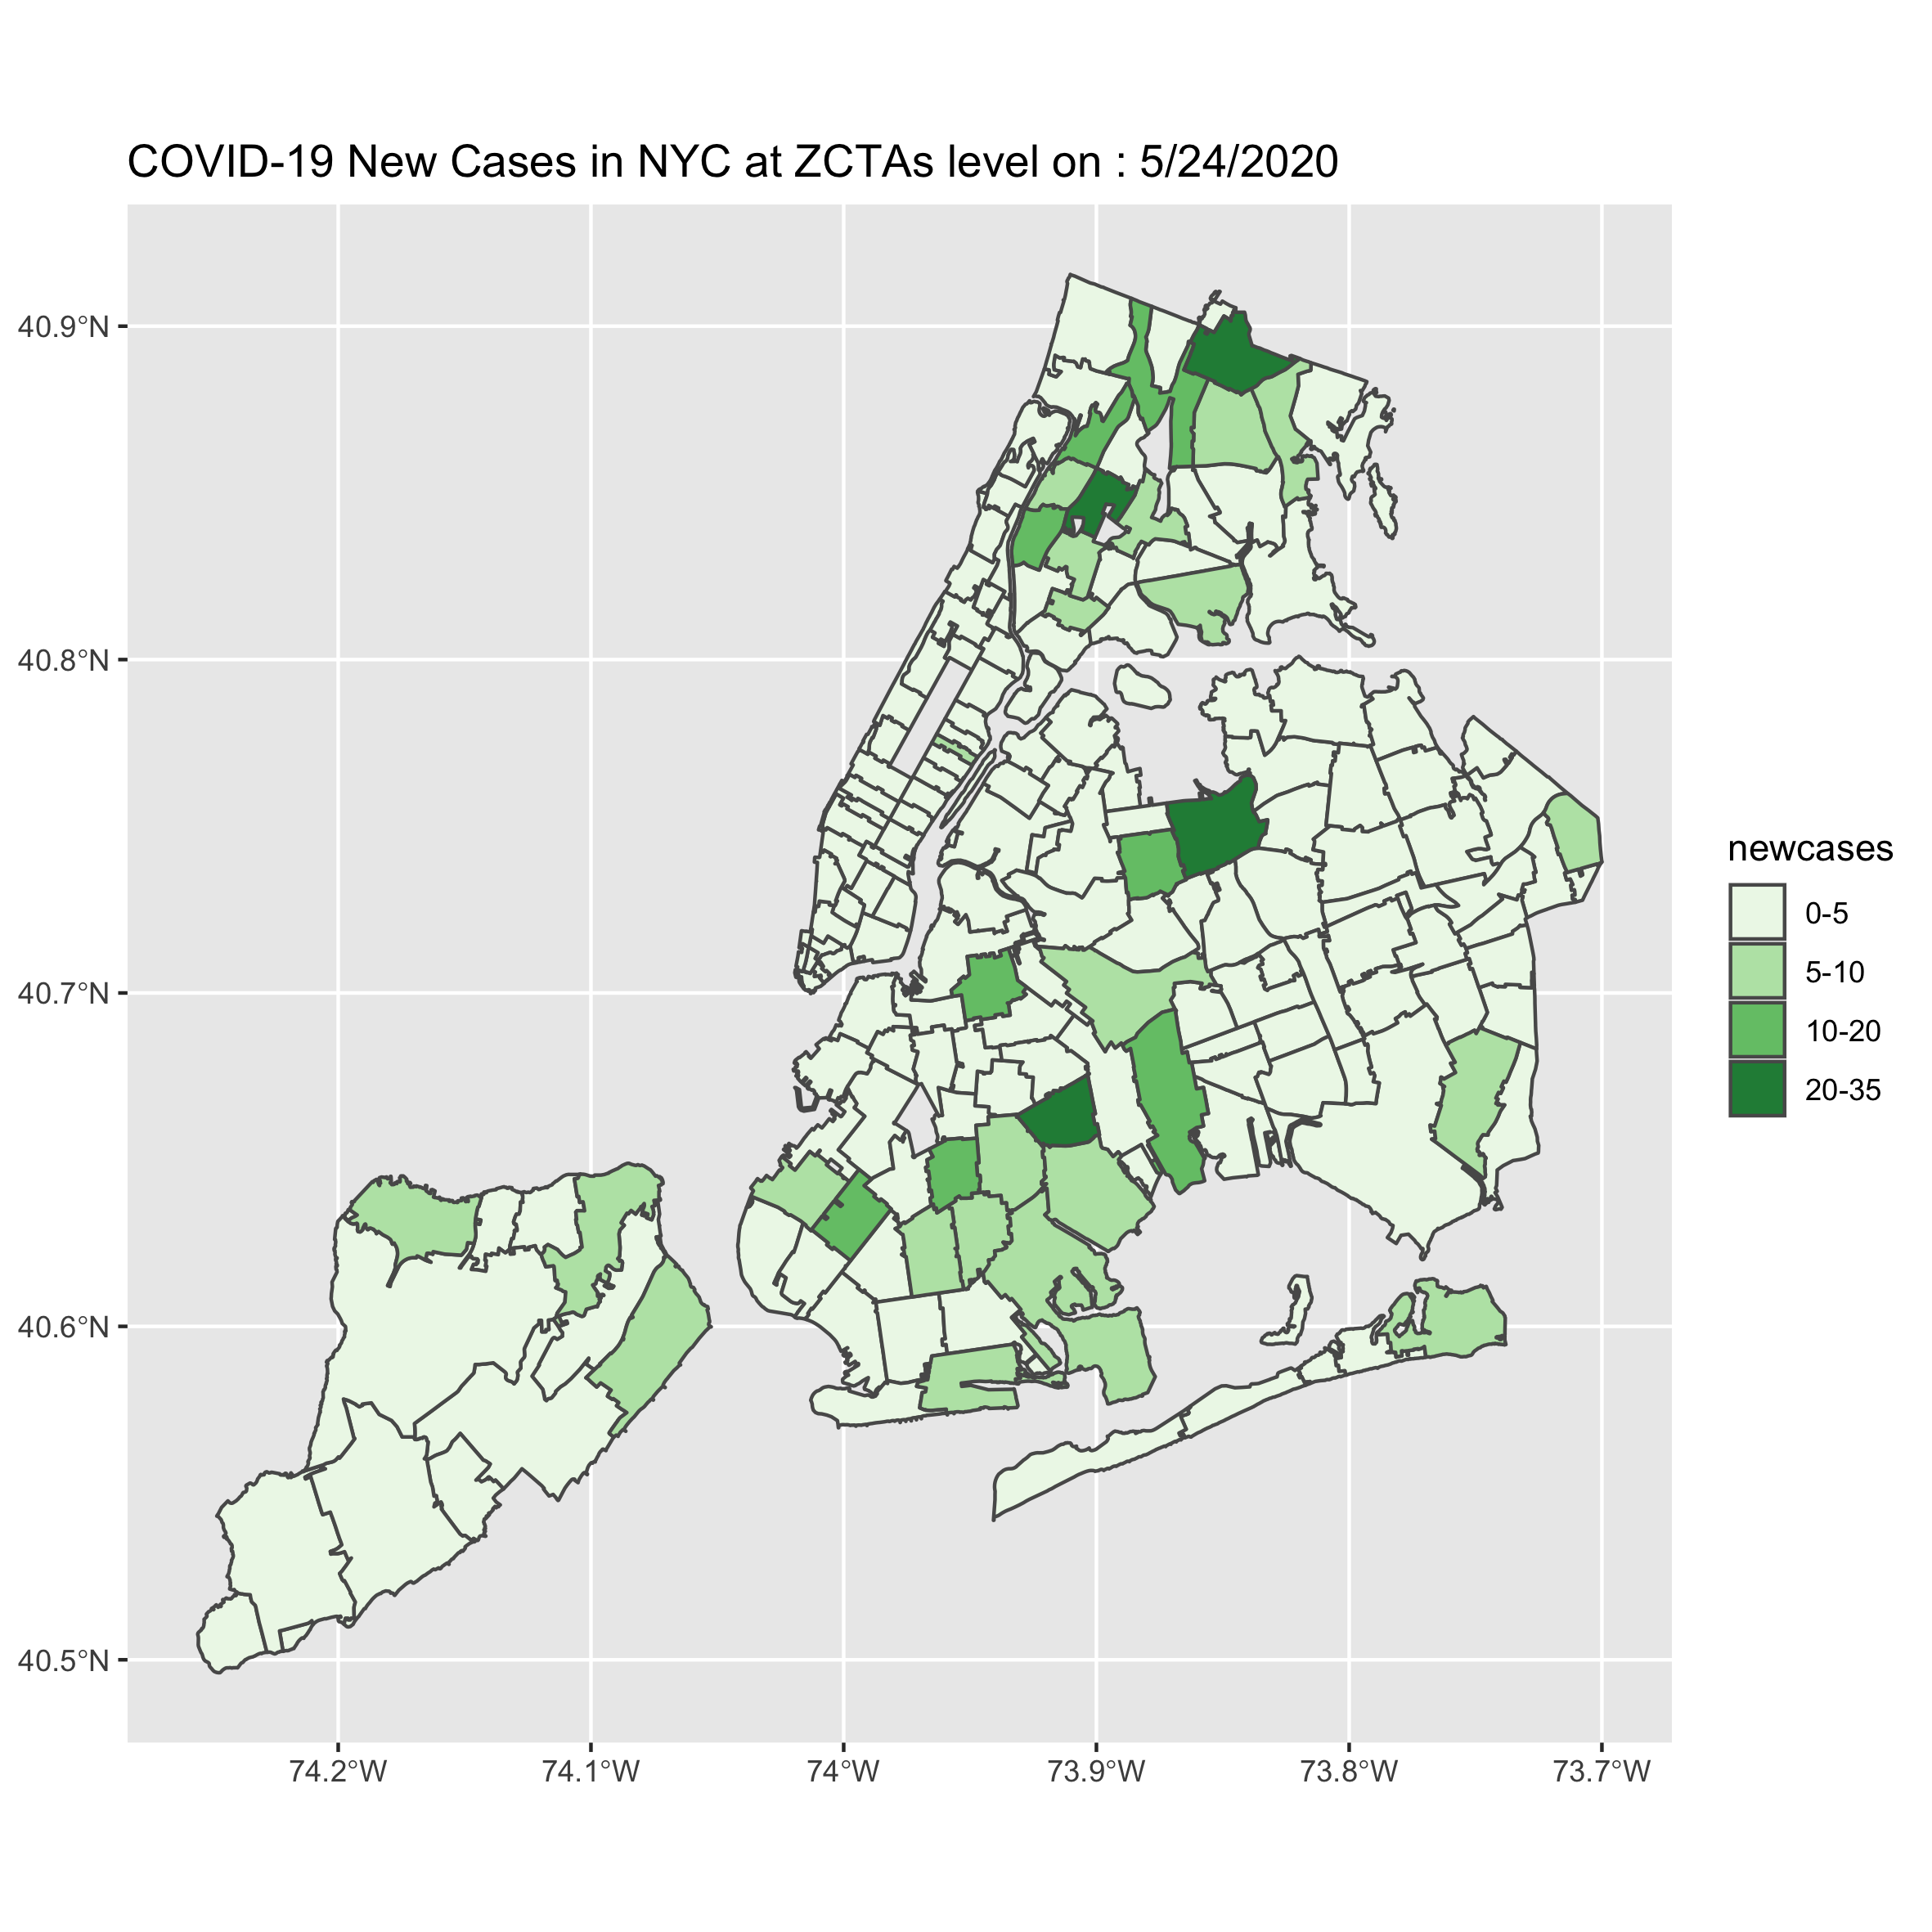 COVID-19 New Cases in NYC at ZCTAs level on : 5/24/2020
40.9°N
40.8°N
40.7°N
40.6°N
40.5°N
74.2°W
74.1°W
74°W
73.9°W
73.8°W
73.7°W
newcases
0-5
5-10
10-20
20-35